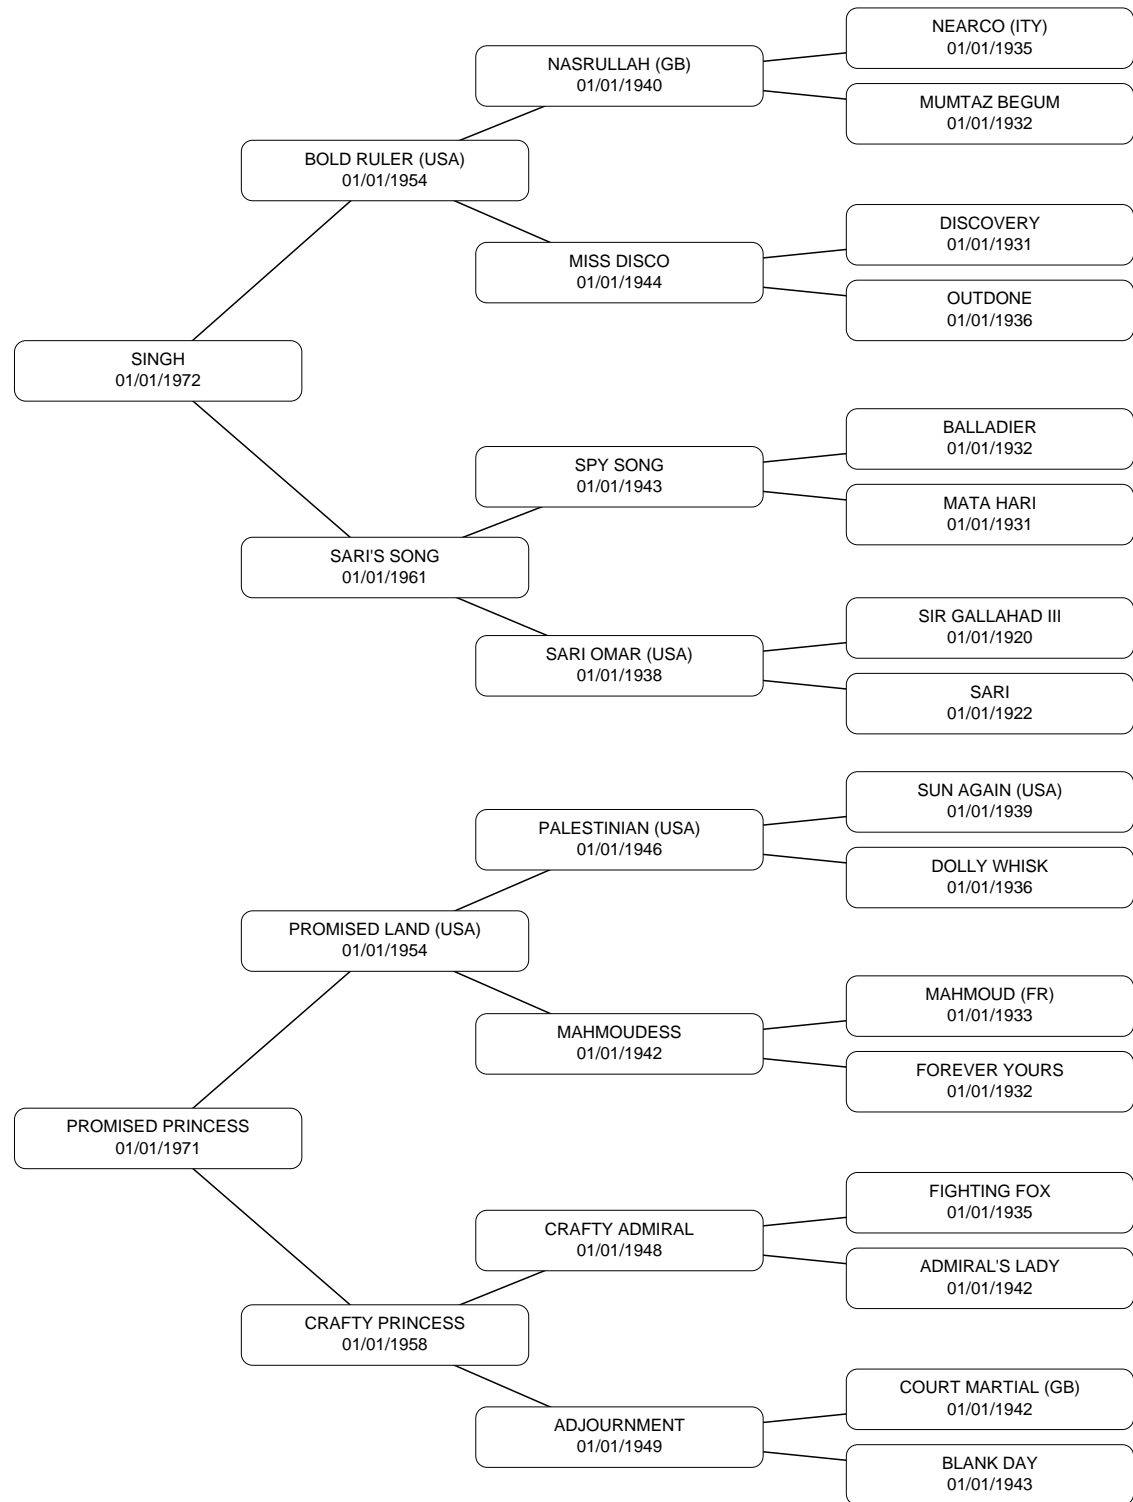 NEARCO (ITY)
01/01/1935
NASRULLAH (GB)
01/01/1940
MUMTAZ BEGUM
01/01/1932
BOLD RULER (USA)
01/01/1954
DISCOVERY
01/01/1931
MISS DISCO
01/01/1944
OUTDONE
01/01/1936
SINGH
01/01/1972
BALLADIER
01/01/1932
SPY SONG
01/01/1943
MATA HARI
01/01/1931
SARI'S SONG
01/01/1961
SIR GALLAHAD III
01/01/1920
SARI OMAR (USA)
01/01/1938
SARI
01/01/1922
SUN AGAIN (USA)
01/01/1939
PALESTINIAN (USA)
01/01/1946
DOLLY WHISK
01/01/1936
PROMISED LAND (USA)
01/01/1954
MAHMOUD (FR)
01/01/1933
MAHMOUDESS
01/01/1942
FOREVER YOURS
01/01/1932
PROMISED PRINCESS
01/01/1971
FIGHTING FOX
01/01/1935
CRAFTY ADMIRAL
01/01/1948
ADMIRAL'S LADY
01/01/1942
CRAFTY PRINCESS
01/01/1958
COURT MARTIAL (GB)
01/01/1942
ADJOURNMENT
01/01/1949
BLANK DAY
01/01/1943